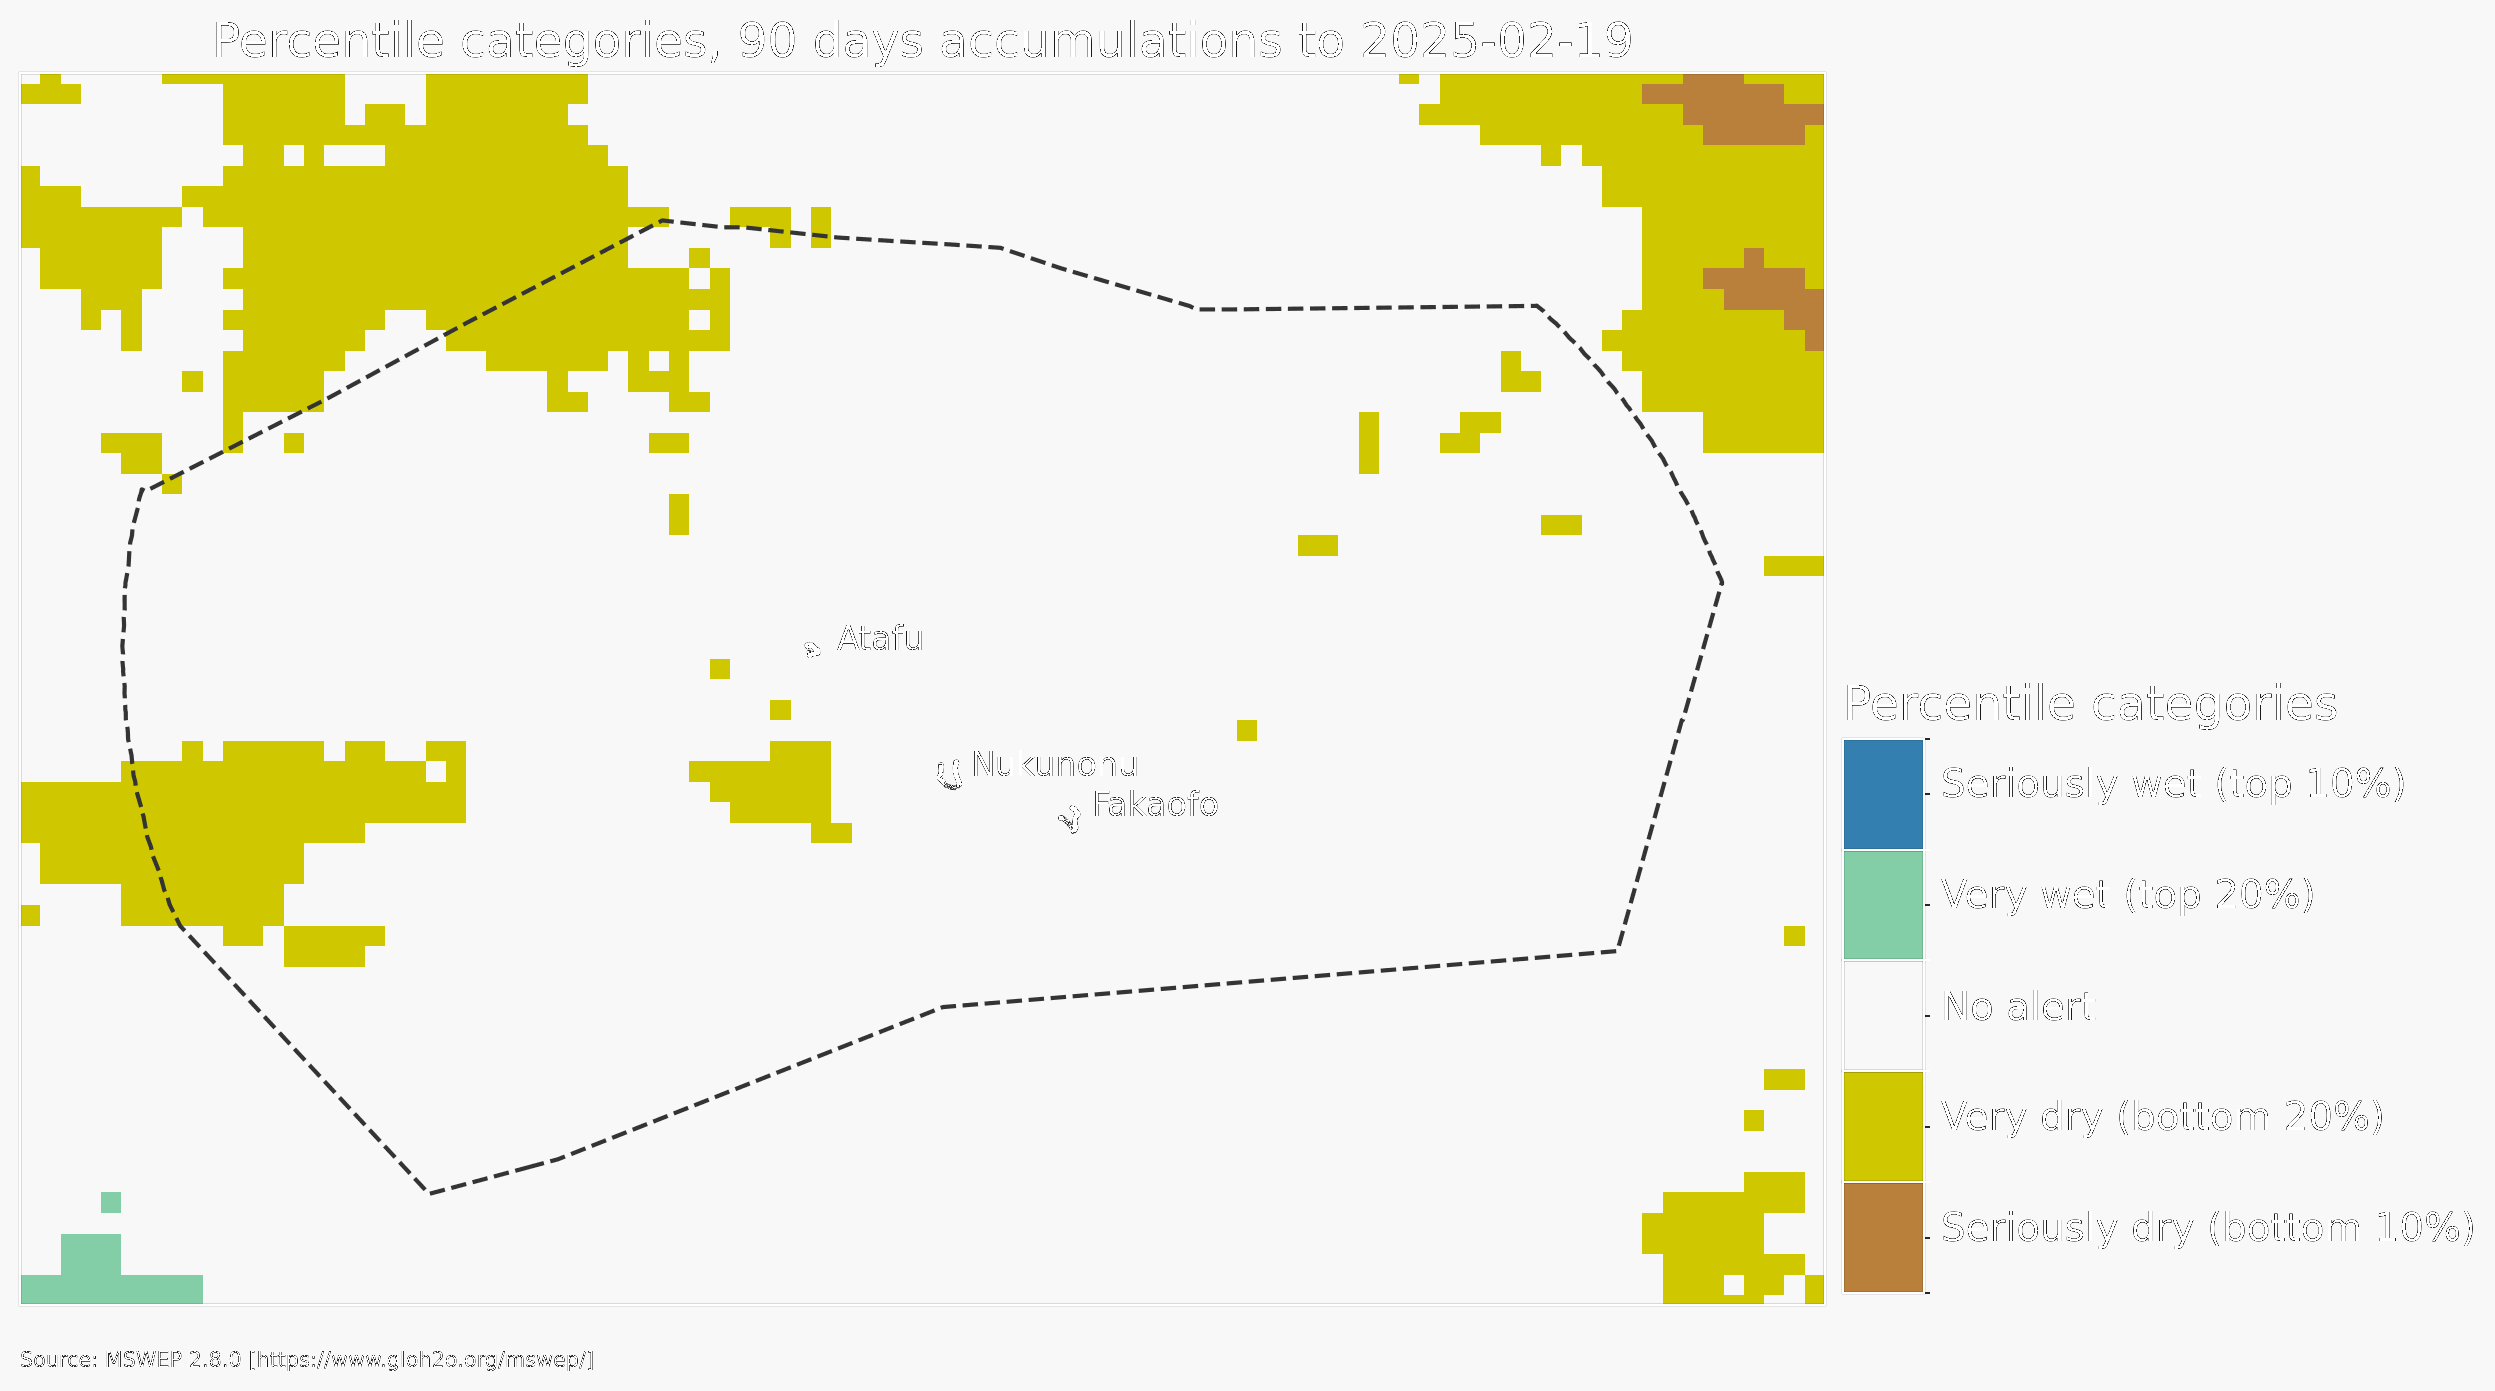 Percentile categories, 90 days accumulations to 2025-02-19
Atafu
Nukunonu
Fakaofo
Percentile categories
Seriously wet (top 10%)
Very wet (top 20%)
No alert
Very dry (bottom 20%)
Seriously dry (bottom 10%)
Source: MSWEP 2.8.0 [https://www.gloh2o.org/mswep/]